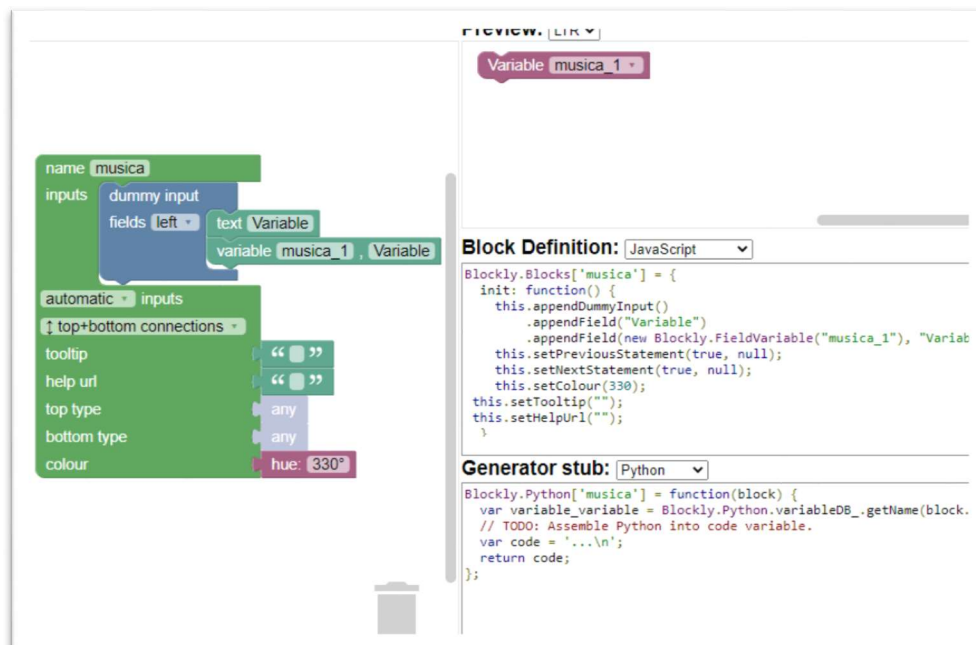 Preview: LTR
Variable musica_1
name musica
inputs dummy input
fields left text Variable
variable musica_1 , Variable
automatic inputs
↕ top+bottom connections
tooltip “ ”
help url “ ”
top type any
bottom type any
colour hue: 330°
Block Definition: JavaScript
Blockly.Blocks['musica'] = {
init: function() {
this.appendDummyInput()
.appendField("Variable")
.appendField(new Blockly.FieldVariable("musica_1"), "Variab
this.setPreviousStatement(true, null);
this.setNextStatement(true, null);
this.setColour(330);
this.setTooltip("");
this.setHelpUrl("");
}
Generator stub: Python
Blockly.Python['musica'] = function(block) {
var variable_variable = Blockly.Python.variableDB_.getName(block.
// TODO: Assemble Python into code variable.
var code = '...\n';
return code;
};